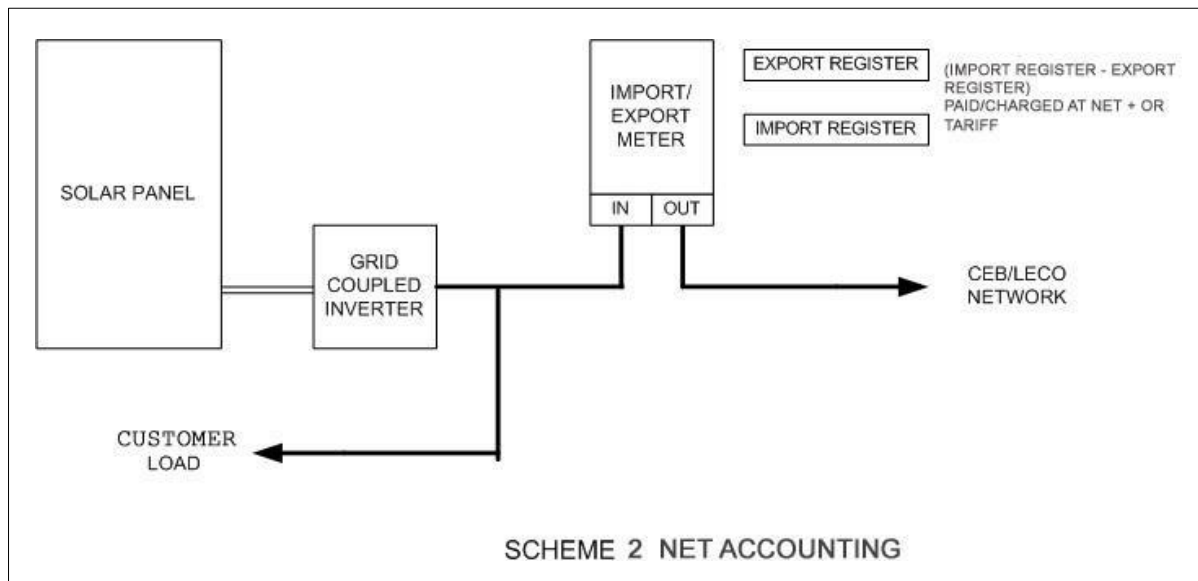 SOLAR PANEL
GRID
COUPLED
INVERTER
IMPORT/
EXPORT
METER
IN OUT
EXPORT REGISTER
IMPORT REGISTER
(IMPORT REGISTER - EXPORT
REGISTER)
PAID/CHARGED AT NET + OR
TARIFF
CEB/LECO
NETWORK
CUSTOMER
LOAD
SCHEME 2 NET ACCOUNTING